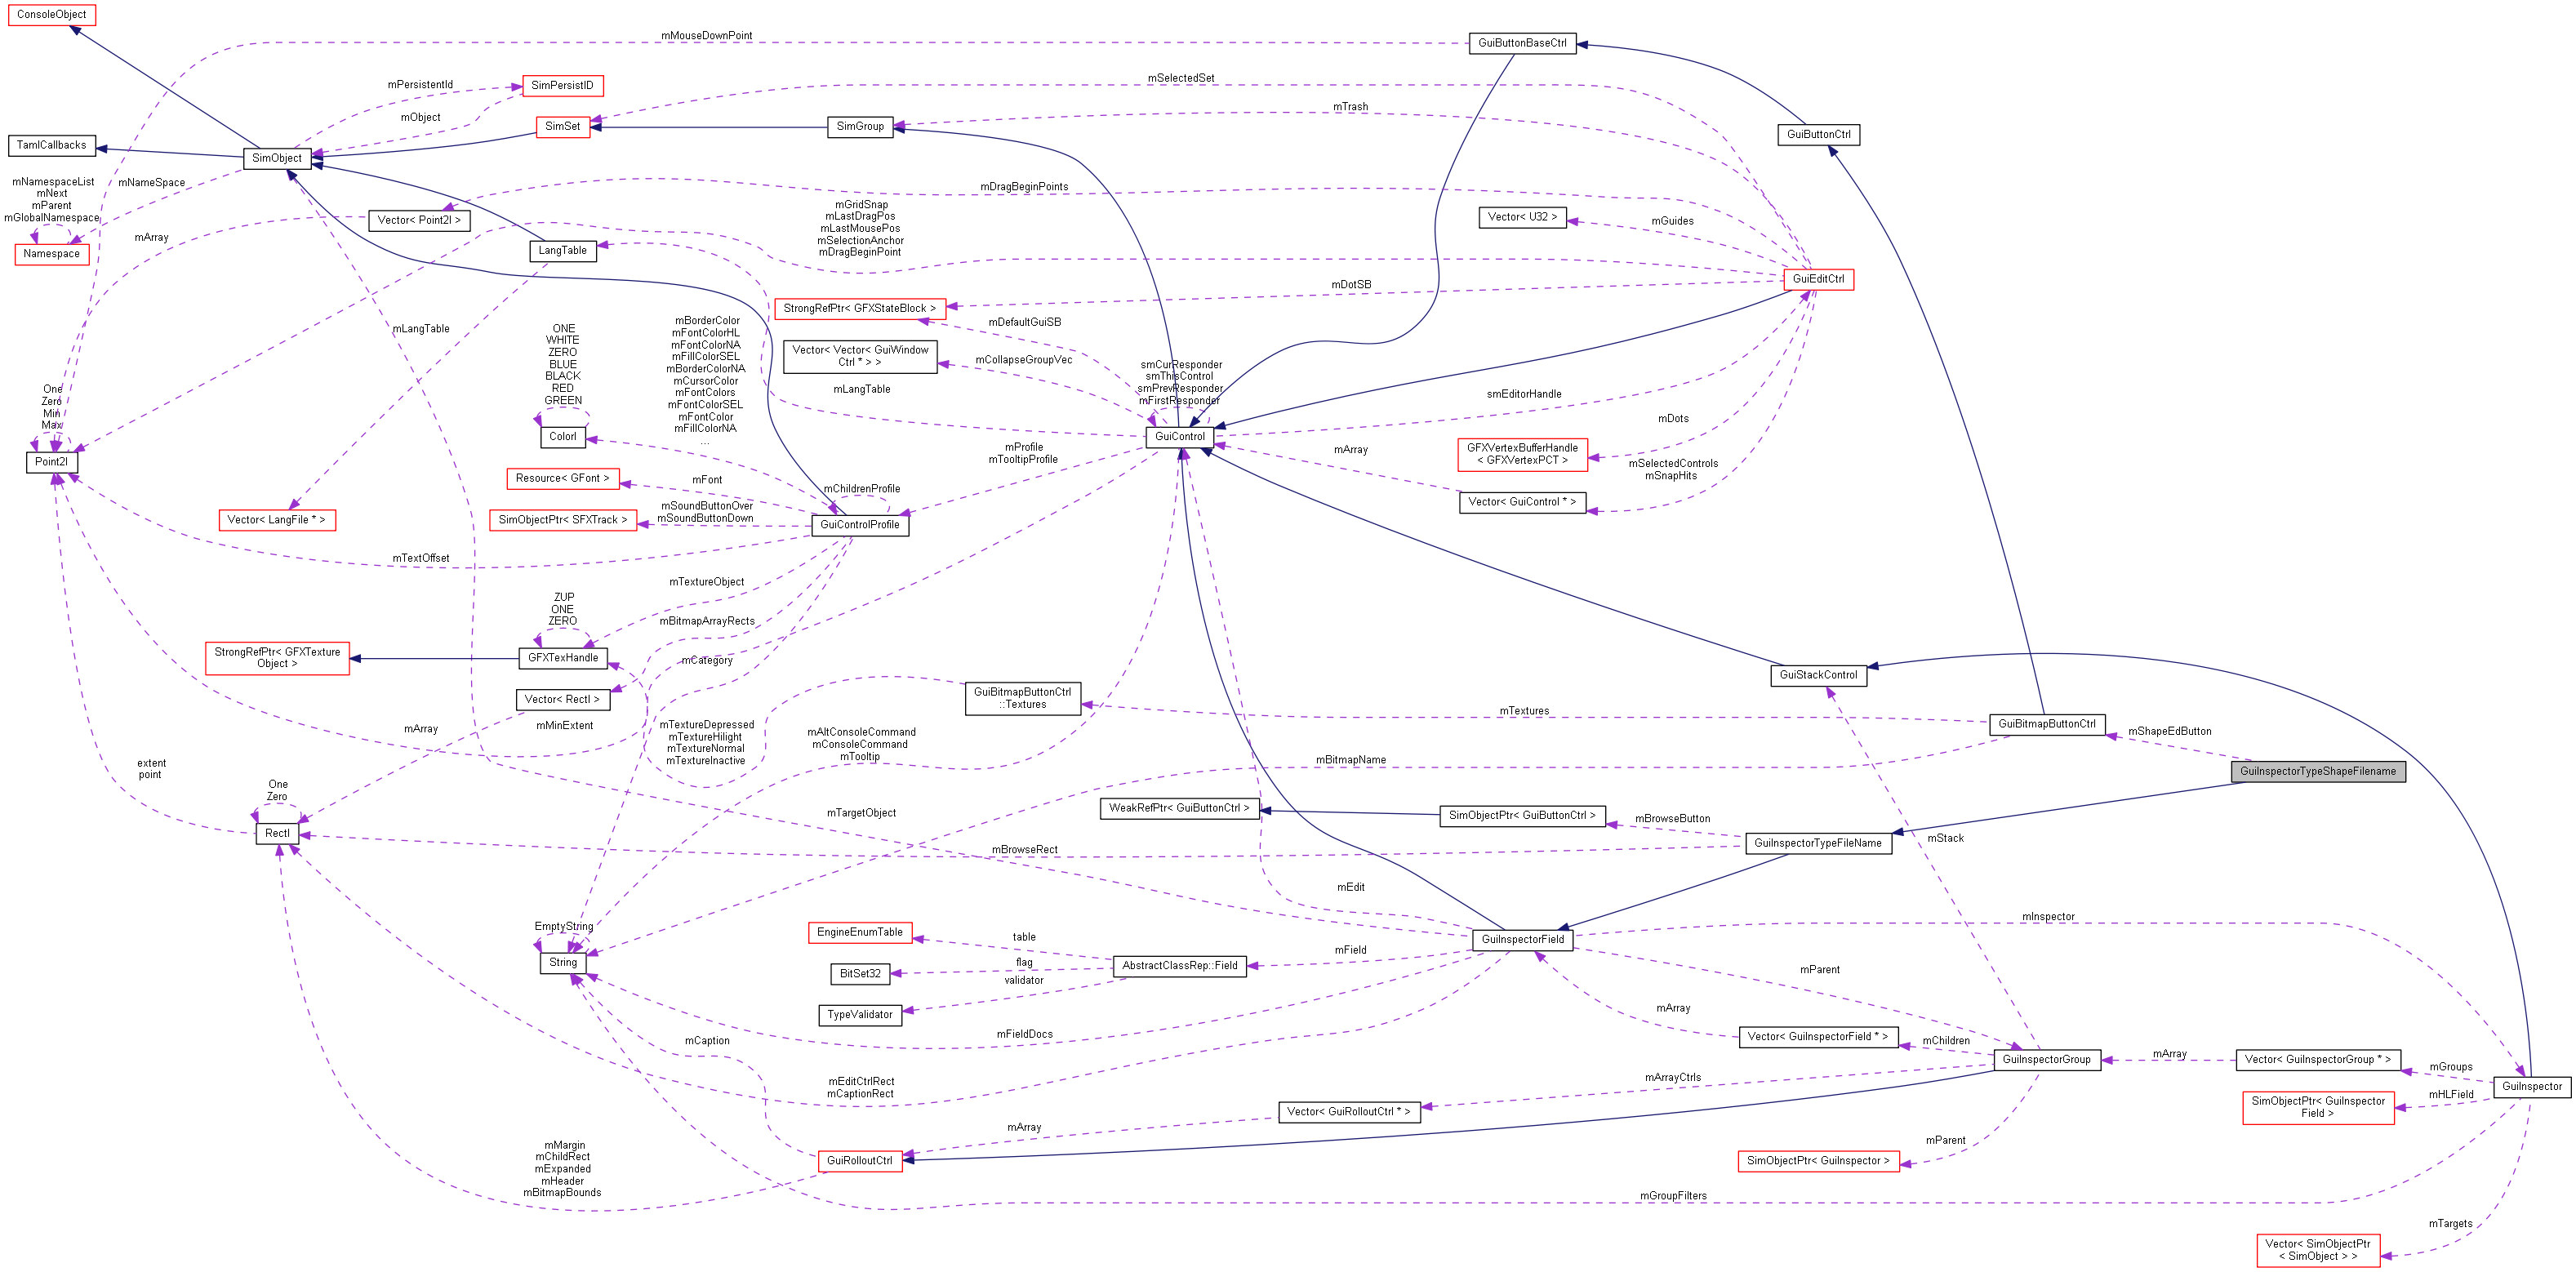 ConsoleObject
mMouseDownPoint
GuiButtonBaseCtrl
mPersistentId
SimPersistID
mSelectedSet
mObject
mTrash
SimSet
SimGroup
GuiButtonCtrl
TamlCallbacks
SimObject
mNamespaceList
mNext
mParent
mGlobalNamespace
mNameSpace
mDragBeginPoints
Vector< Point2I >
mArray
mGridSnap
mLastDragPos
mLastMousePos
mSelectionAnchor
mDragBeginPoint
Vector< U32 >
mGuides
Namespace
LangTable
GuiEditCtrl
mDotSB
StrongRefPtr< GFXStateBlock >
mDefaultGuiSB
mLangTable
ONE
WHITE
ZERO
BLUE
BLACK
RED
GREEN
mBorderColor
mFontColorHL
mFontColorNA
mFillColorSEL
mBorderColorNA
mCursorColor
mFontColors
mFontColorSEL
mFontColor
mFillColorNA
...
Vector< Vector< GuiWindow
Ctrl * > >
mCollapseGroupVec
smCurResponder
smThisControl
smPrevResponder
mFirstResponder
mLangTable
smEditorHandle
mDots
One
Zero
Min
Max
ColorI
GuiControl
Point2I
mProfile
mTooltipProfile
mArray
GFXVertexBufferHandle
< GFXVertexPCT >
mSelectedControls
mSnapHits
Resource< GFont >
mFont
mChildrenProfile
Vector< GuiControl * >
Vector< LangFile * >
SimObjectPtr< SFXTrack >
mSoundButtonOver
mSoundButtonDown
GuiControlProfile
mTextOffset
mTextureObject
ZUP
ONE
ZERO
mBitmapArrayRects
StrongRefPtr< GFXTexture
Object >
GFXTexHandle
mCategory
GuiStackControl
Vector< RectI >
GuiBitmapButtonCtrl
::Textures
mTextures
GuiBitmapButtonCtrl
mShapeEdButton
mArray
mMinExtent
mTextureDepressed
mTextureHilight
mTextureNormal
mTextureInactive
mAltConsoleCommand
mConsoleCommand
mTooltip
mBitmapName
extent
point
GuiInspectorTypeShapeFilename
One
Zero
RectI
mTargetObject
WeakRefPtr< GuiButtonCtrl >
SimObjectPtr< GuiButtonCtrl >
mBrowseButton
GuiInspectorTypeFileName
mBrowseRect
mStack
mEdit
EmptyString
String
EngineEnumTable
table
mInspector
GuiInspectorField
mField
AbstractClassRep::Field
BitSet32
flag
validator
mParent
TypeValidator
mArray
mFieldDocs
mCaption
Vector< GuiInspectorField * >
mChildren
GuiInspectorGroup
mArray
Vector< GuiInspectorGroup * >
mGroups
GuiInspector
mEditCtrlRect
mCaptionRect
mArrayCtrls
mHLField
SimObjectPtr< GuiInspector
Field >
Vector< GuiRolloutCtrl * >
mArray
mParent
mMargin
mChildRect
mExpanded
mHeader
mBitmapBounds
GuiRolloutCtrl
SimObjectPtr< GuiInspector >
mGroupFilters
mTargets
Vector< SimObjectPtr
< SimObject > >